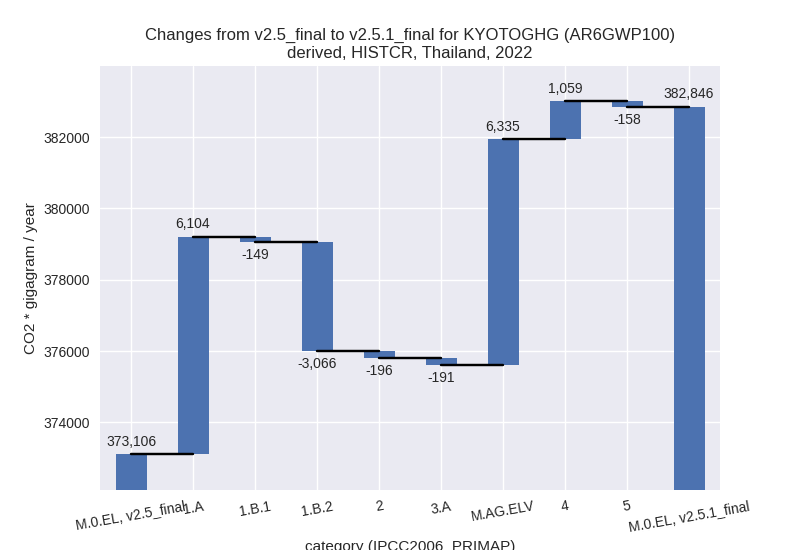 Changes from v2.5_final to v2.5.1_final for KYOTOGHG (AR6GWP100)
derived, HISTCR, Thailand, 2022
CO2 * gigagram / year
382000
380000
378000
376000
374000
373,106
6,104
-149
-3,066
-196
-191
6,335
1,059
-158
382,846
M.0.EL, v2.5_final
1.A
1.B.1
1.B.2
2
3.A
M.AG.ELV
4
5
M.0.EL, v2.5.1_final
category (IPCC2006_PRIMAP)